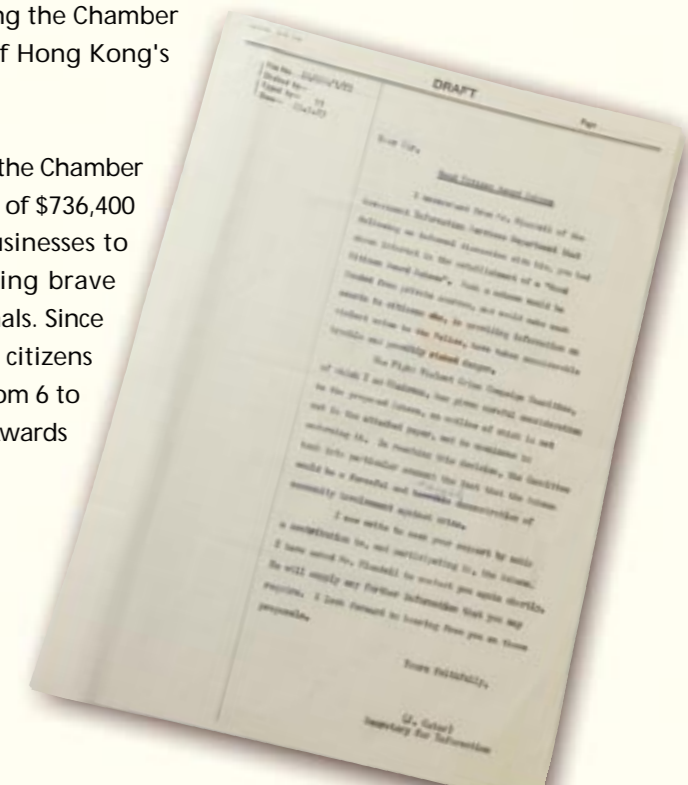 ng the Chamber
f Hong Kong's
the Chamber
of $736,400
usinesses to
ing brave
als. Since
citizens
om 6 to
wards
DRAFT
Page
Dear Sir,
Good Citizen Award Scheme
I understand from Mr. of the
Government Information Services Department that
following an informal discussion with him, you had
shown interest in the establishment of a "Good
Citizen Award Scheme". Such a scheme would be
funded from private sources, and would make cash
awards to citizens who, in providing information on
violent crime to the Police, have taken considerable
trouble and possibly risked danger.
The Fight Violent Crime Campaign Committee,
of which I am Chairman, has given careful consideration
to the proposed scheme, an outline of which is set
out in the attached paper, and is unanimous in
endorsing it. In reaching this decision, the Committee
took into particular account the fact that the scheme
would be a forceful and demonstration of
community involvement against crime.
I now write to seek your support by
a contribution to, and participating in, the scheme.
I have asked Mr. to contact you again shortly.
He will supply any further information that you may
require. I look forward to hearing from you on these
proposals.
Yours faithfully,
Secretary for Information